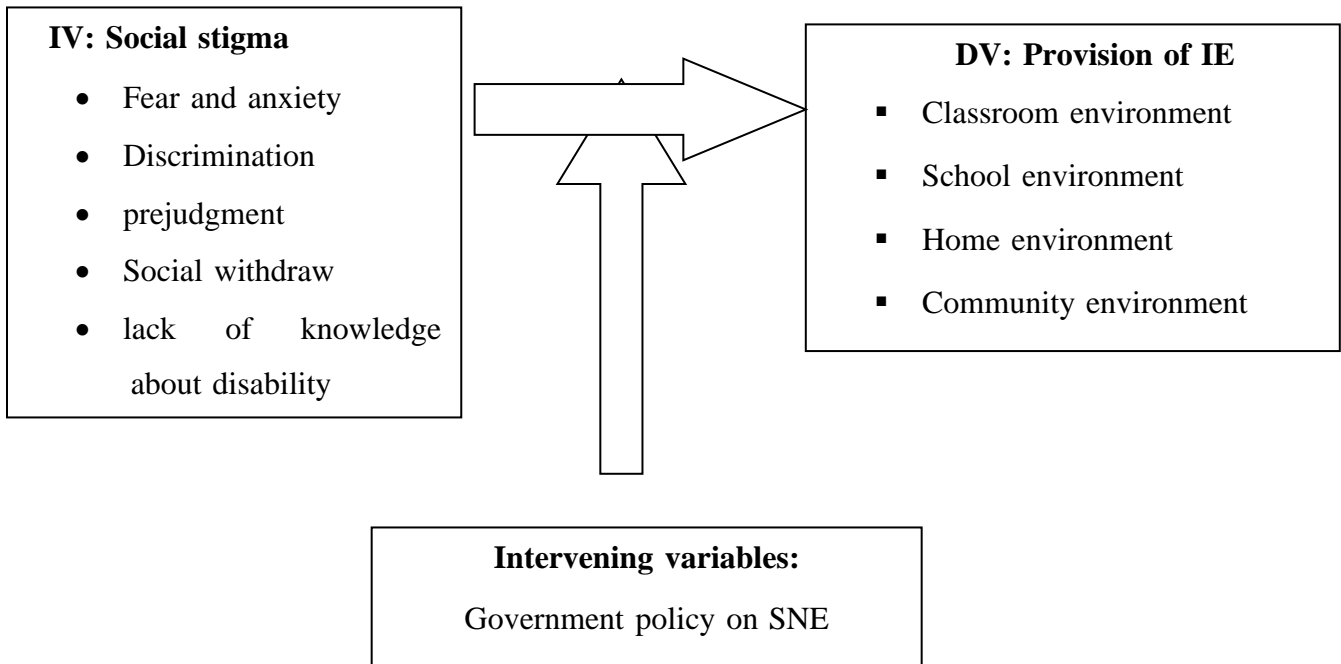 IV: Social stigma
• Fear and anxiety
• Discrimination
• prejudgment
• Social withdraw
• lack of knowledge
about disability
DV: Provision of IE
▪ Classroom environment
▪ School environment
▪ Home environment
▪ Community environment
Intervening variables:
Government policy on SNE